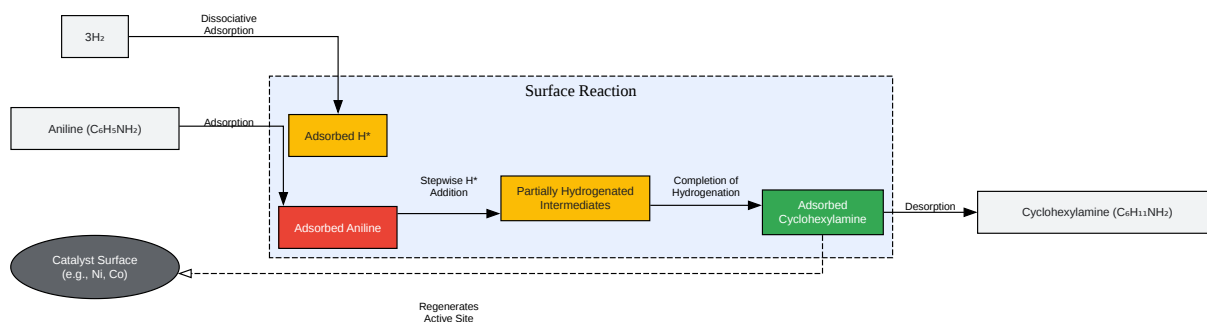 Dissociative
Adsorption
3H₂
Surface Reaction
Aniline (C₆H₅NH₂)
Adsorption
Adsorbed H*
Stepwise H*
Addition
Partially Hydrogenated
Intermediates
Completion of
Hydrogenation
Adsorbed
Cyclohexylamine
Desorption
Cyclohexylamine (C₆H₁₁NH₂)
Adsorbed Aniline
Catalyst Surface
(e.g., Ni, Co)
Regenerates
Active Site